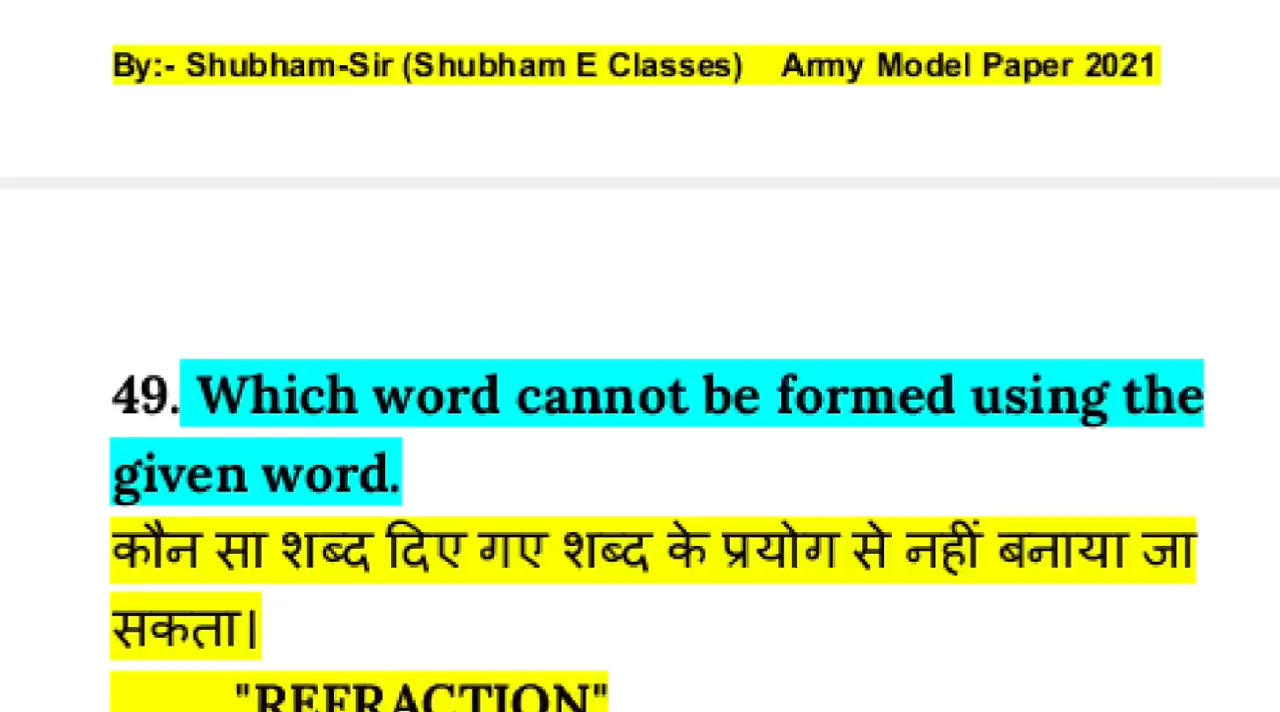 By:- Shubham-Sir (Shubham E Classes) Army Model Paper 2021
49. Which word cannot be formed using the
given word.
कौन सा शब्द दिए गए शब्द के प्रयोग से नहीं बनाया जा
सकता।
"REFRACTION"